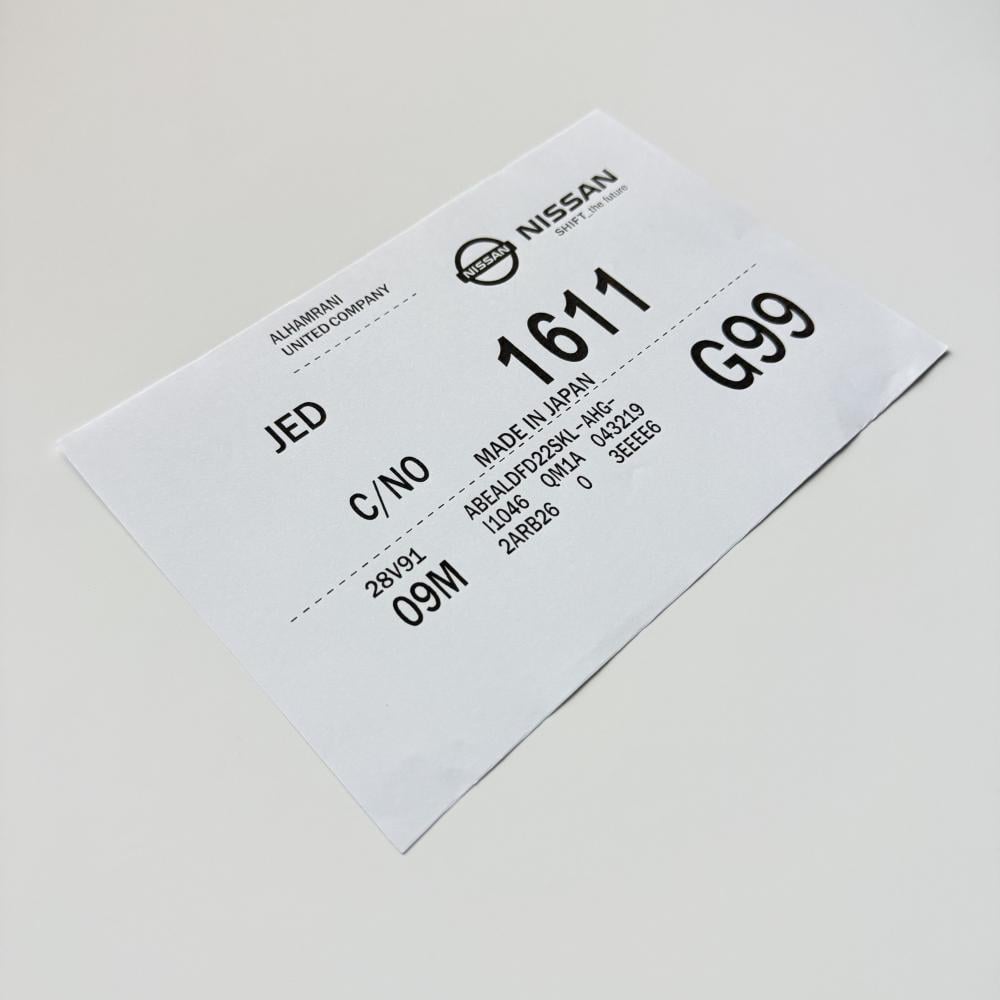 ALHAMRANI
UNITED COMPANY
NISSAN
NISSAN
SHIFT_the future
JED
C/NO
1611
MADE IN JAPAN
28V91
09M
ABEALDFD22SKL-AHG-
I1046 QM1A 043219
2ARB26 0 3EEEE6
G99